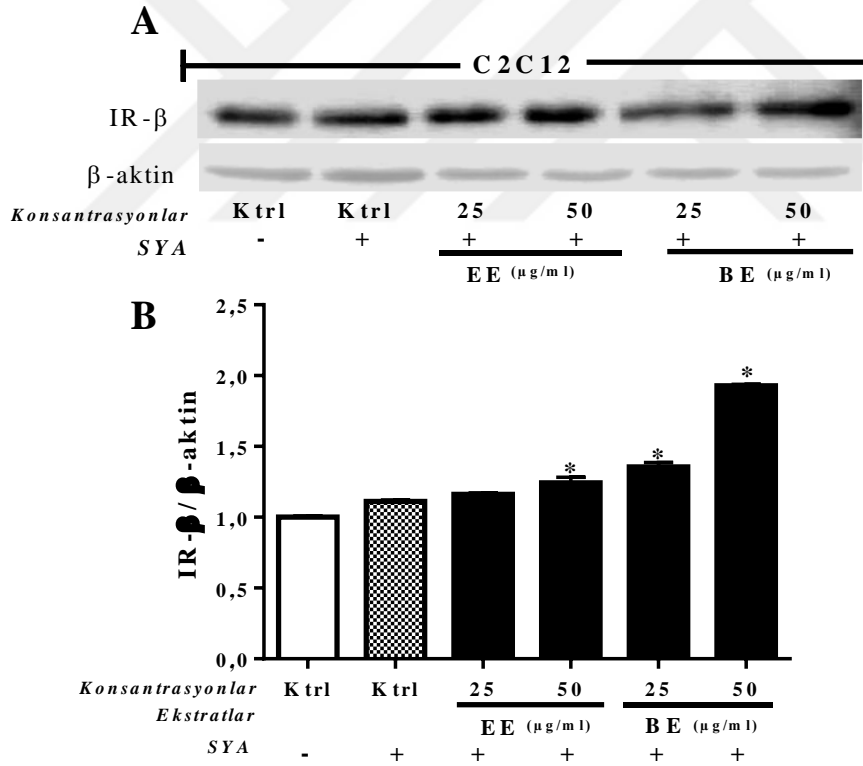 A
C2C12
IR-β
β-aktin
Konsantrasyonlar Ktrl Ktrl 25 50 25 50
SYA - + + + + +
EE (µg/ml) BE (µg/ml)
B
IR-β/β-aktin
2,5
2,0
1,5
1,0
0,5
0,0
* * *
Konsantrasyonlar Ktrl Ktrl 25 50 25 50
Ekstratlar EE (µg/ml) BE (µg/ml)
SYA - + + + + +